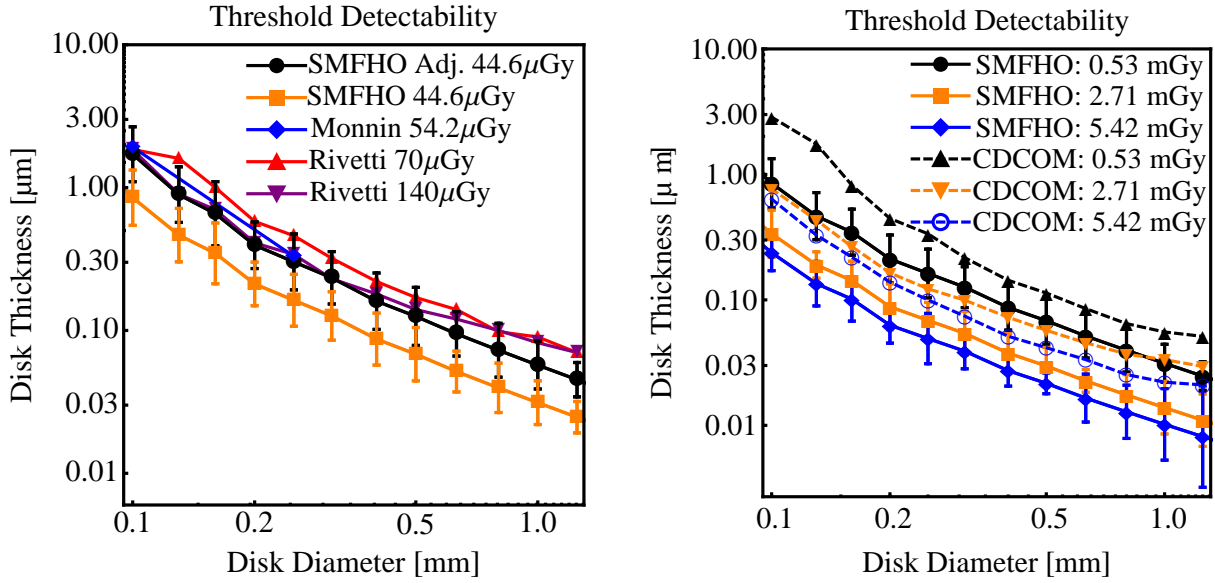 Threshold Detectability
10.00
3.00
1.00
0.30
0.10
0.03
0.01
Disk Thickness [μm]
SMFHO Adj. 44.6μGy
SMFHO 44.6μGy
Monnin 54.2μGy
Rivetti 70μGy
Rivetti 140μGy
0.1 0.2 0.5 1.0
Disk Diameter [mm]
Threshold Detectability
10.00
3.00
1.00
0.30
0.10
0.03
0.01
Disk Thickness [μ m]
SMFHO: 0.53 mGy
SMFHO: 2.71 mGy
SMFHO: 5.42 mGy
CDCOM: 0.53 mGy
CDCOM: 2.71 mGy
CDCOM: 5.42 mGy
0.1 0.2 0.5 1.0
Disk Diameter [mm]